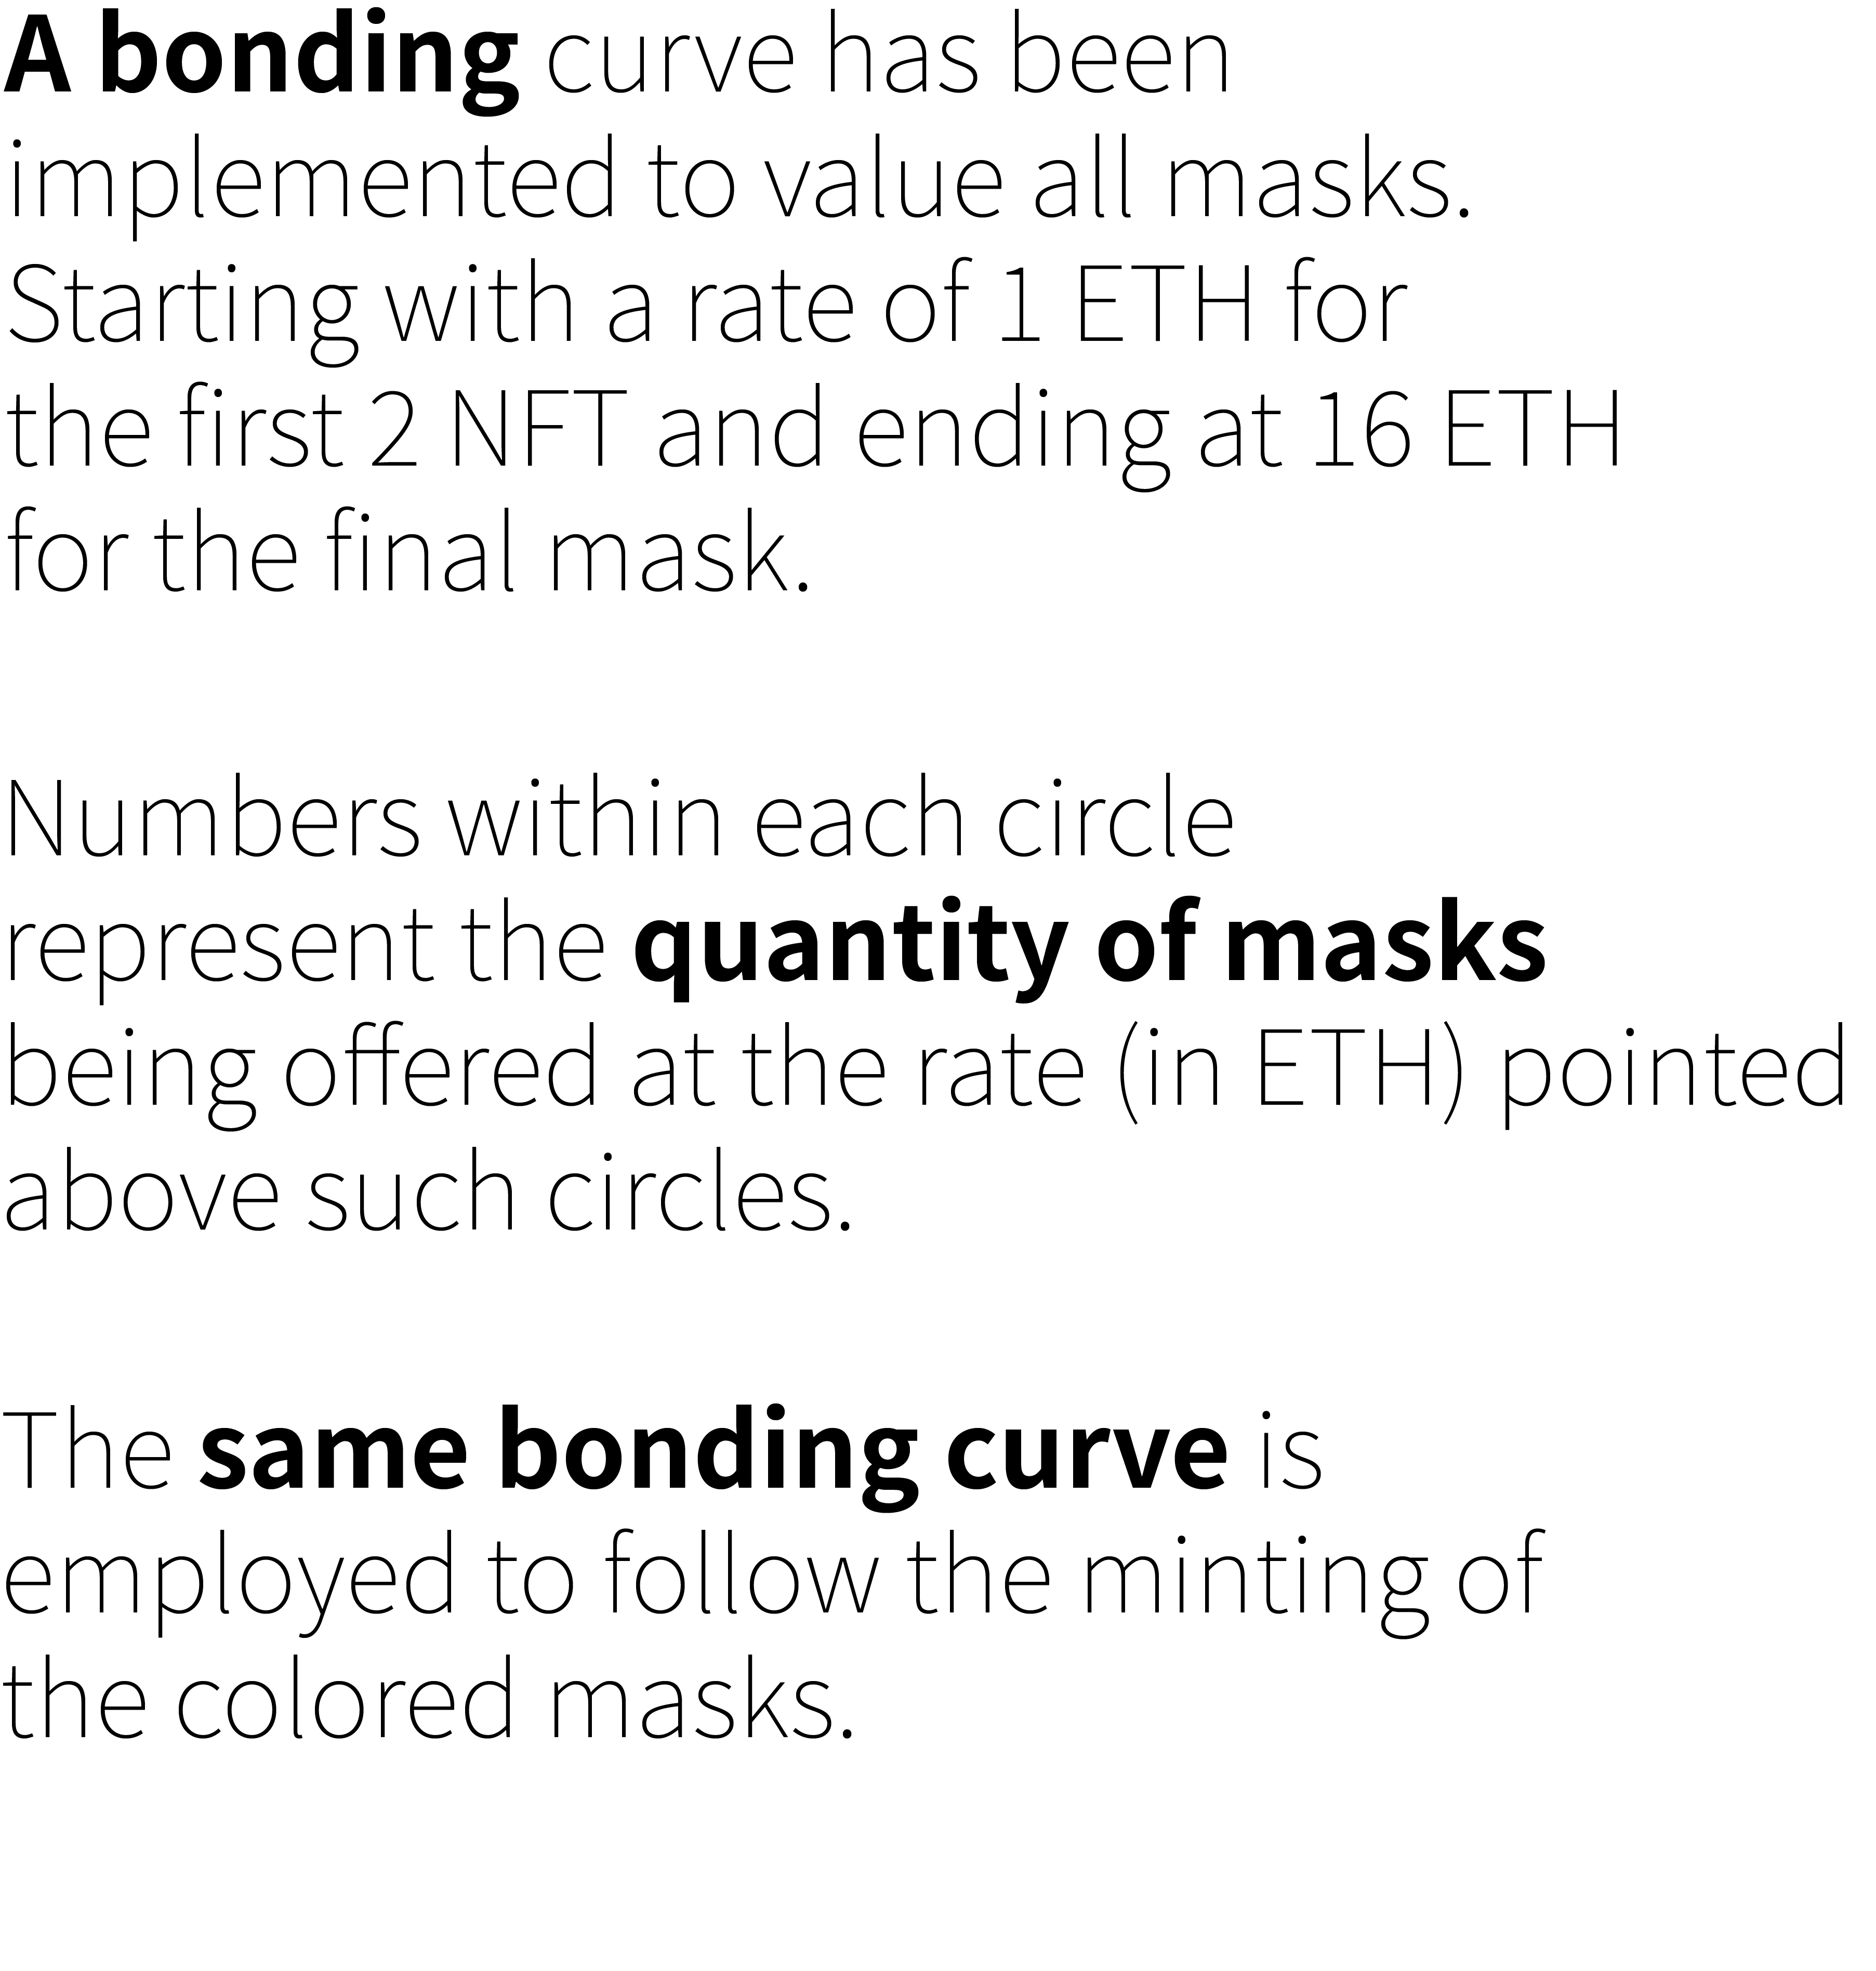 A bonding curve has been
implemented to value all masks.
Starting with a rate of 1 ETH for
the first 2 NFT and ending at 16 ETH
for the final mask.
Numbers within each circle
represent the quantity of masks
being offered at the rate (in ETH) pointed
above such circles.
The same bonding curve is
employed to follow the minting of
the colored masks.